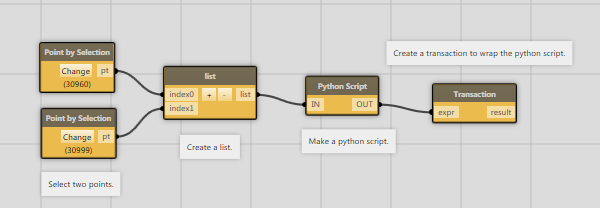 Create a transaction to wrap the python script.
Point by Selection
Change pt
(30960)
list
index0 + - list
index1
Python Script
IN OUT
Transaction
expr result
Point by Selection
Change pt
(30999)
Create a list.
Make a python script.
Select two points.